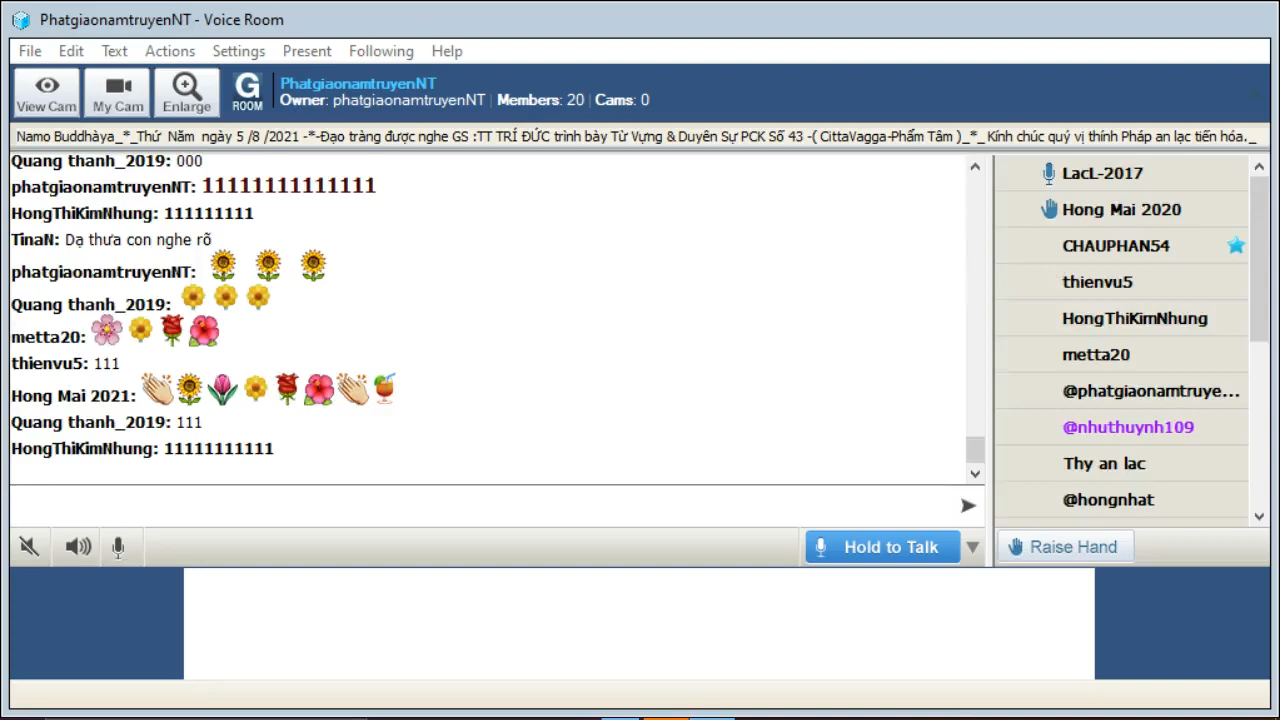 PhatgiaonamtruyenNT - Voice Room
File Edit Text Actions Settings Present Following Help
View Cam
My Cam
Enlarge
G ROOM
PhatgiaonamtruyenNT
Owner: phatgiaonamtruyenNT | Members: 20 | Cams: 0
Namo Buddhàya_*_Thứ Năm ngày 5 /8 /2021 -*-Đạo tràng được nghe GS :TT TRÍ ĐỨC trình bày Từ Vựng & Duyên Sự PCK Số 43 -( CittaVagga-Phẩm Tâm )_*_ Kính chúc quý vị thính Pháp an lạc tiến hóa._
Quang thanh_2019: 000
phatgiaonamtruyenNT: 11111111111111
HongThiKimNhung: 111111111
TinaN: Dạ thưa con nghe rõ
phatgiaonamtruyenNT:
Quang thanh_2019:
metta20:
thienvu5: 111
Hong Mai 2021:
Quang thanh_2019: 111
HongThiKimNhung: 11111111111
LacL-2017
Hong Mai 2020
CHAUPHAN54
thienvu5
HongThiKimNhung
metta20
@phatgiaonamtruye...
@nhuthuynh109
Thy an lac
@hongnhat
Hold to Talk
Raise Hand